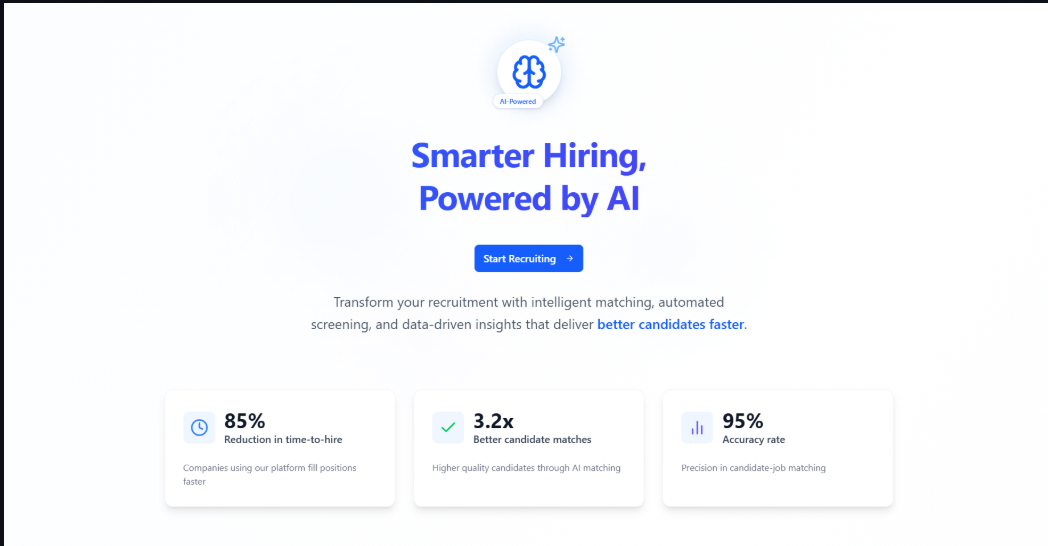 AI-Powered
Smarter Hiring,
Powered by AI
Start Recruiting
Transform your recruitment with intelligent matching, automated
screening, and data-driven insights that deliver better candidates faster.
85%
Reduction in time-to-hire
Companies using our platform fill positions
faster
3.2x
Better candidate matches
Higher quality candidates through AI matching
95%
Accuracy rate
Precision in candidate-job matching